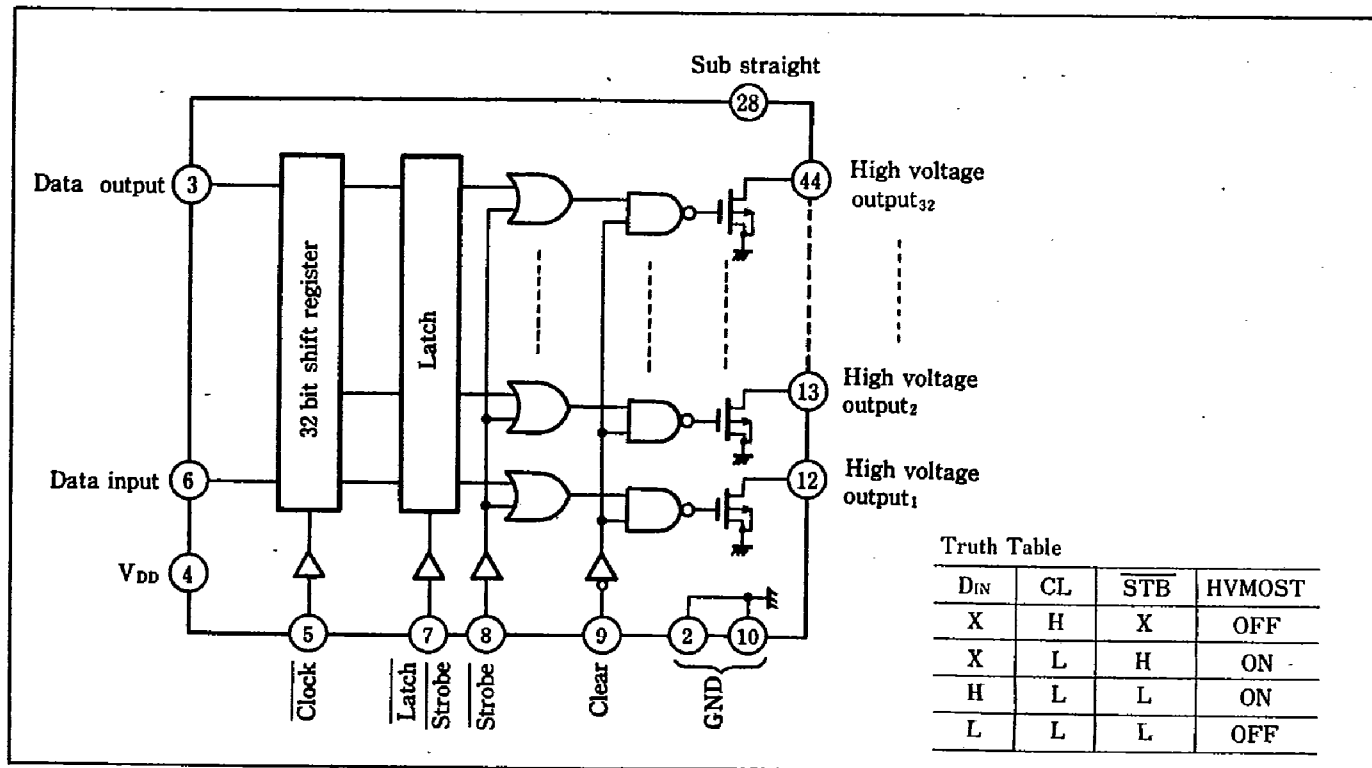 Sub straight
28
Data output
3
32 bit shift register
Latch
44
High voltage
output32
13
High voltage
output2
Data input
6
12
High voltage
output1
VDD
4
5
7
8
9
2
10
Clock
Latch
Strobe
Strobe
Clear
GND
Truth Table
DIN CL STB HVMOST
X H X OFF
X L H ON
H L L ON
L L L OFF